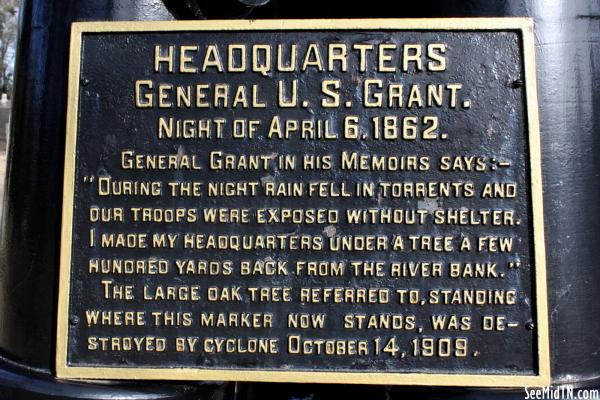 HEADQUARTERS
GENERAL U. S. GRANT.
NIGHT OF APRIL 6, 1862.
GENERAL GRANT IN HIS MEMOIRS SAYS:-
"DURING THE NIGHT RAIN FELL IN TORRENTS AND
OUR TROOPS WERE EXPOSED WITHOUT SHELTER.
I MADE MY HEADQUARTERS UNDER A TREE A FEW
HUNDRED YARDS BACK FROM THE RIVER BANK."
THE LARGE OAK TREE REFERRED TO, STANDING
WHERE THIS MARKER NOW STANDS, WAS DE-
STROYED BY CYCLONE OCTOBER 14, 1909.
SeeMidTN.com